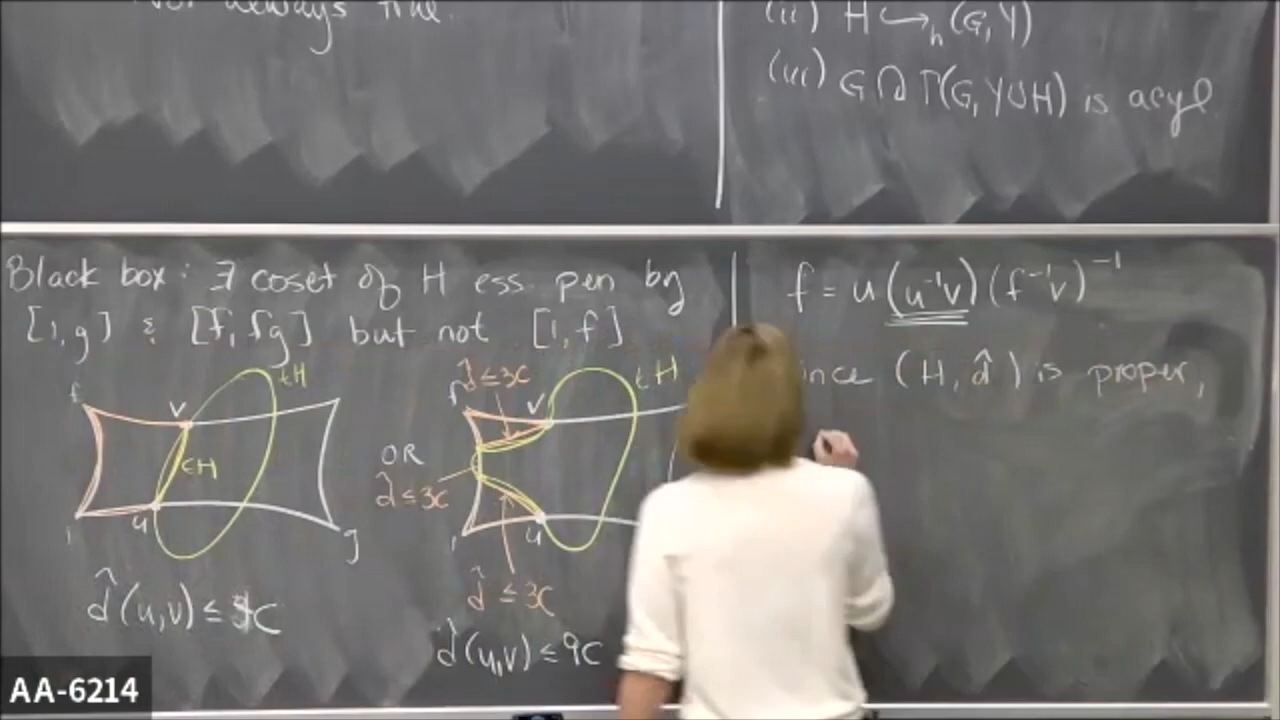 always
(ii) H ↪ₕ (G,Y)
(iii) G ↷ Γ(G, Y∪H) is acyl.
Black box: ∃ coset of H ess pen by
[1,g] & [f,fg] but not [1,f]
f
v
tH
∈H
1
u
g
d̂(u,v) ≤ C
OR
d̂ ≤ 3C
d̂ ≤ 3C
v
tH
1
u
d̂ ≤ 3C
d̂(u,v) ≤ 9C
f = u(u⁻¹v)(f⁻¹v)⁻¹
ince (H, d̂) is proper,
AA-6214